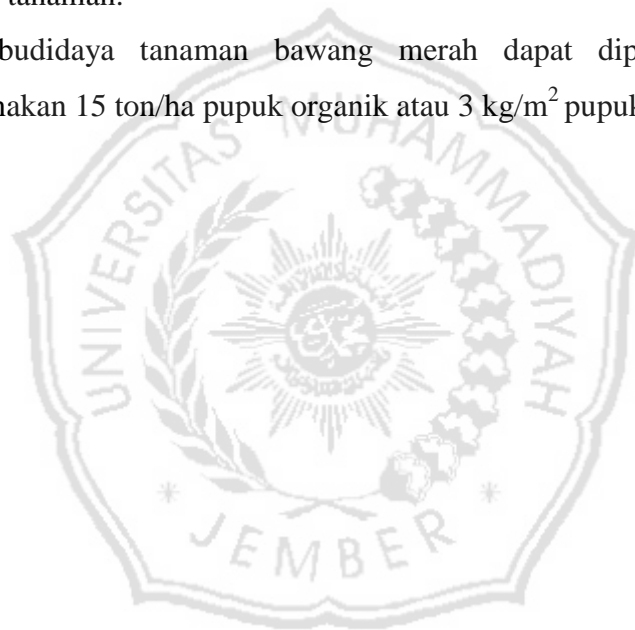 tanaman.
budidaya tanaman bawang merah dapat dip
nakan 15 ton/ha pupuk organik atau 3 kg/m² pupuk
UNIVERSITAS MUHAMMADIYAH
JEMBER